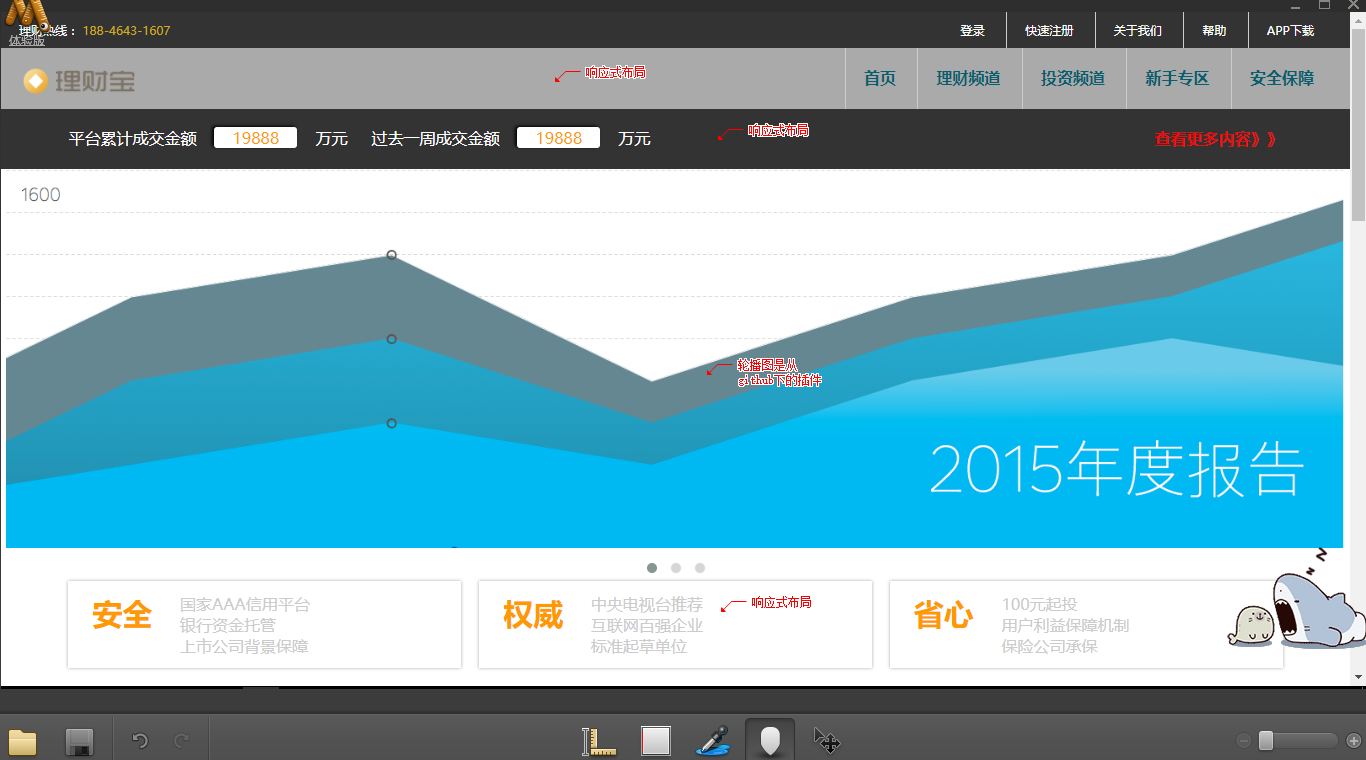 理财热线： 188-4643-1607
体验版
登录
快速注册
关于我们
帮助
APP下载
理财宝
响应式布局
首页
理财频道
投资频道
新手专区
安全保障
平台累计成交金额 19888 万元 过去一周成交金额 19888 万元
响应式布局
查看更多内容》》
1600
轮播图是从
github下的插件
2015年度报告
安全
国家AAA信用平台
银行资金托管
上市公司背景保障
权威
中央电视台推荐
互联网百强企业
标准起草单位
响应式布局
省心
100元起投
用户利益保障机制
保险公司承保
z
z